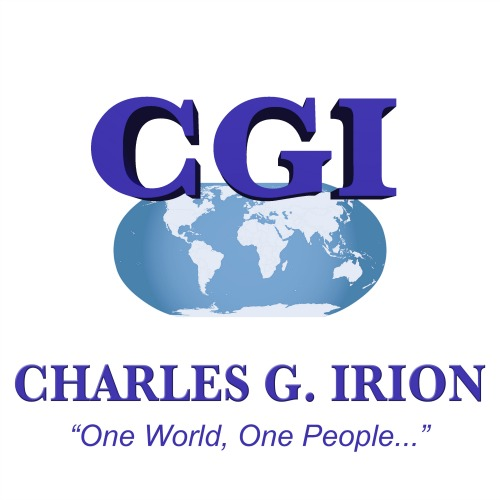 CGI
CHARLES G. IRION
“One World, One People...”